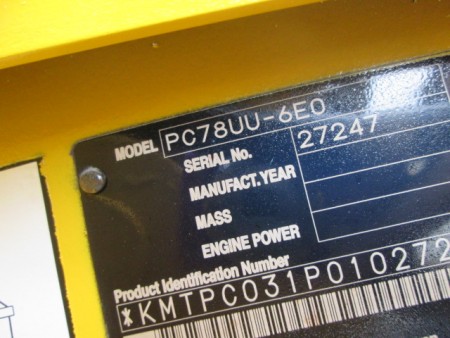 MODEL PC78UU-6E0
SERIAL No. 27247
MANUFACT.YEAR
MASS
ENGINE POWER
Product Identification Number
*KMTPC031P010272